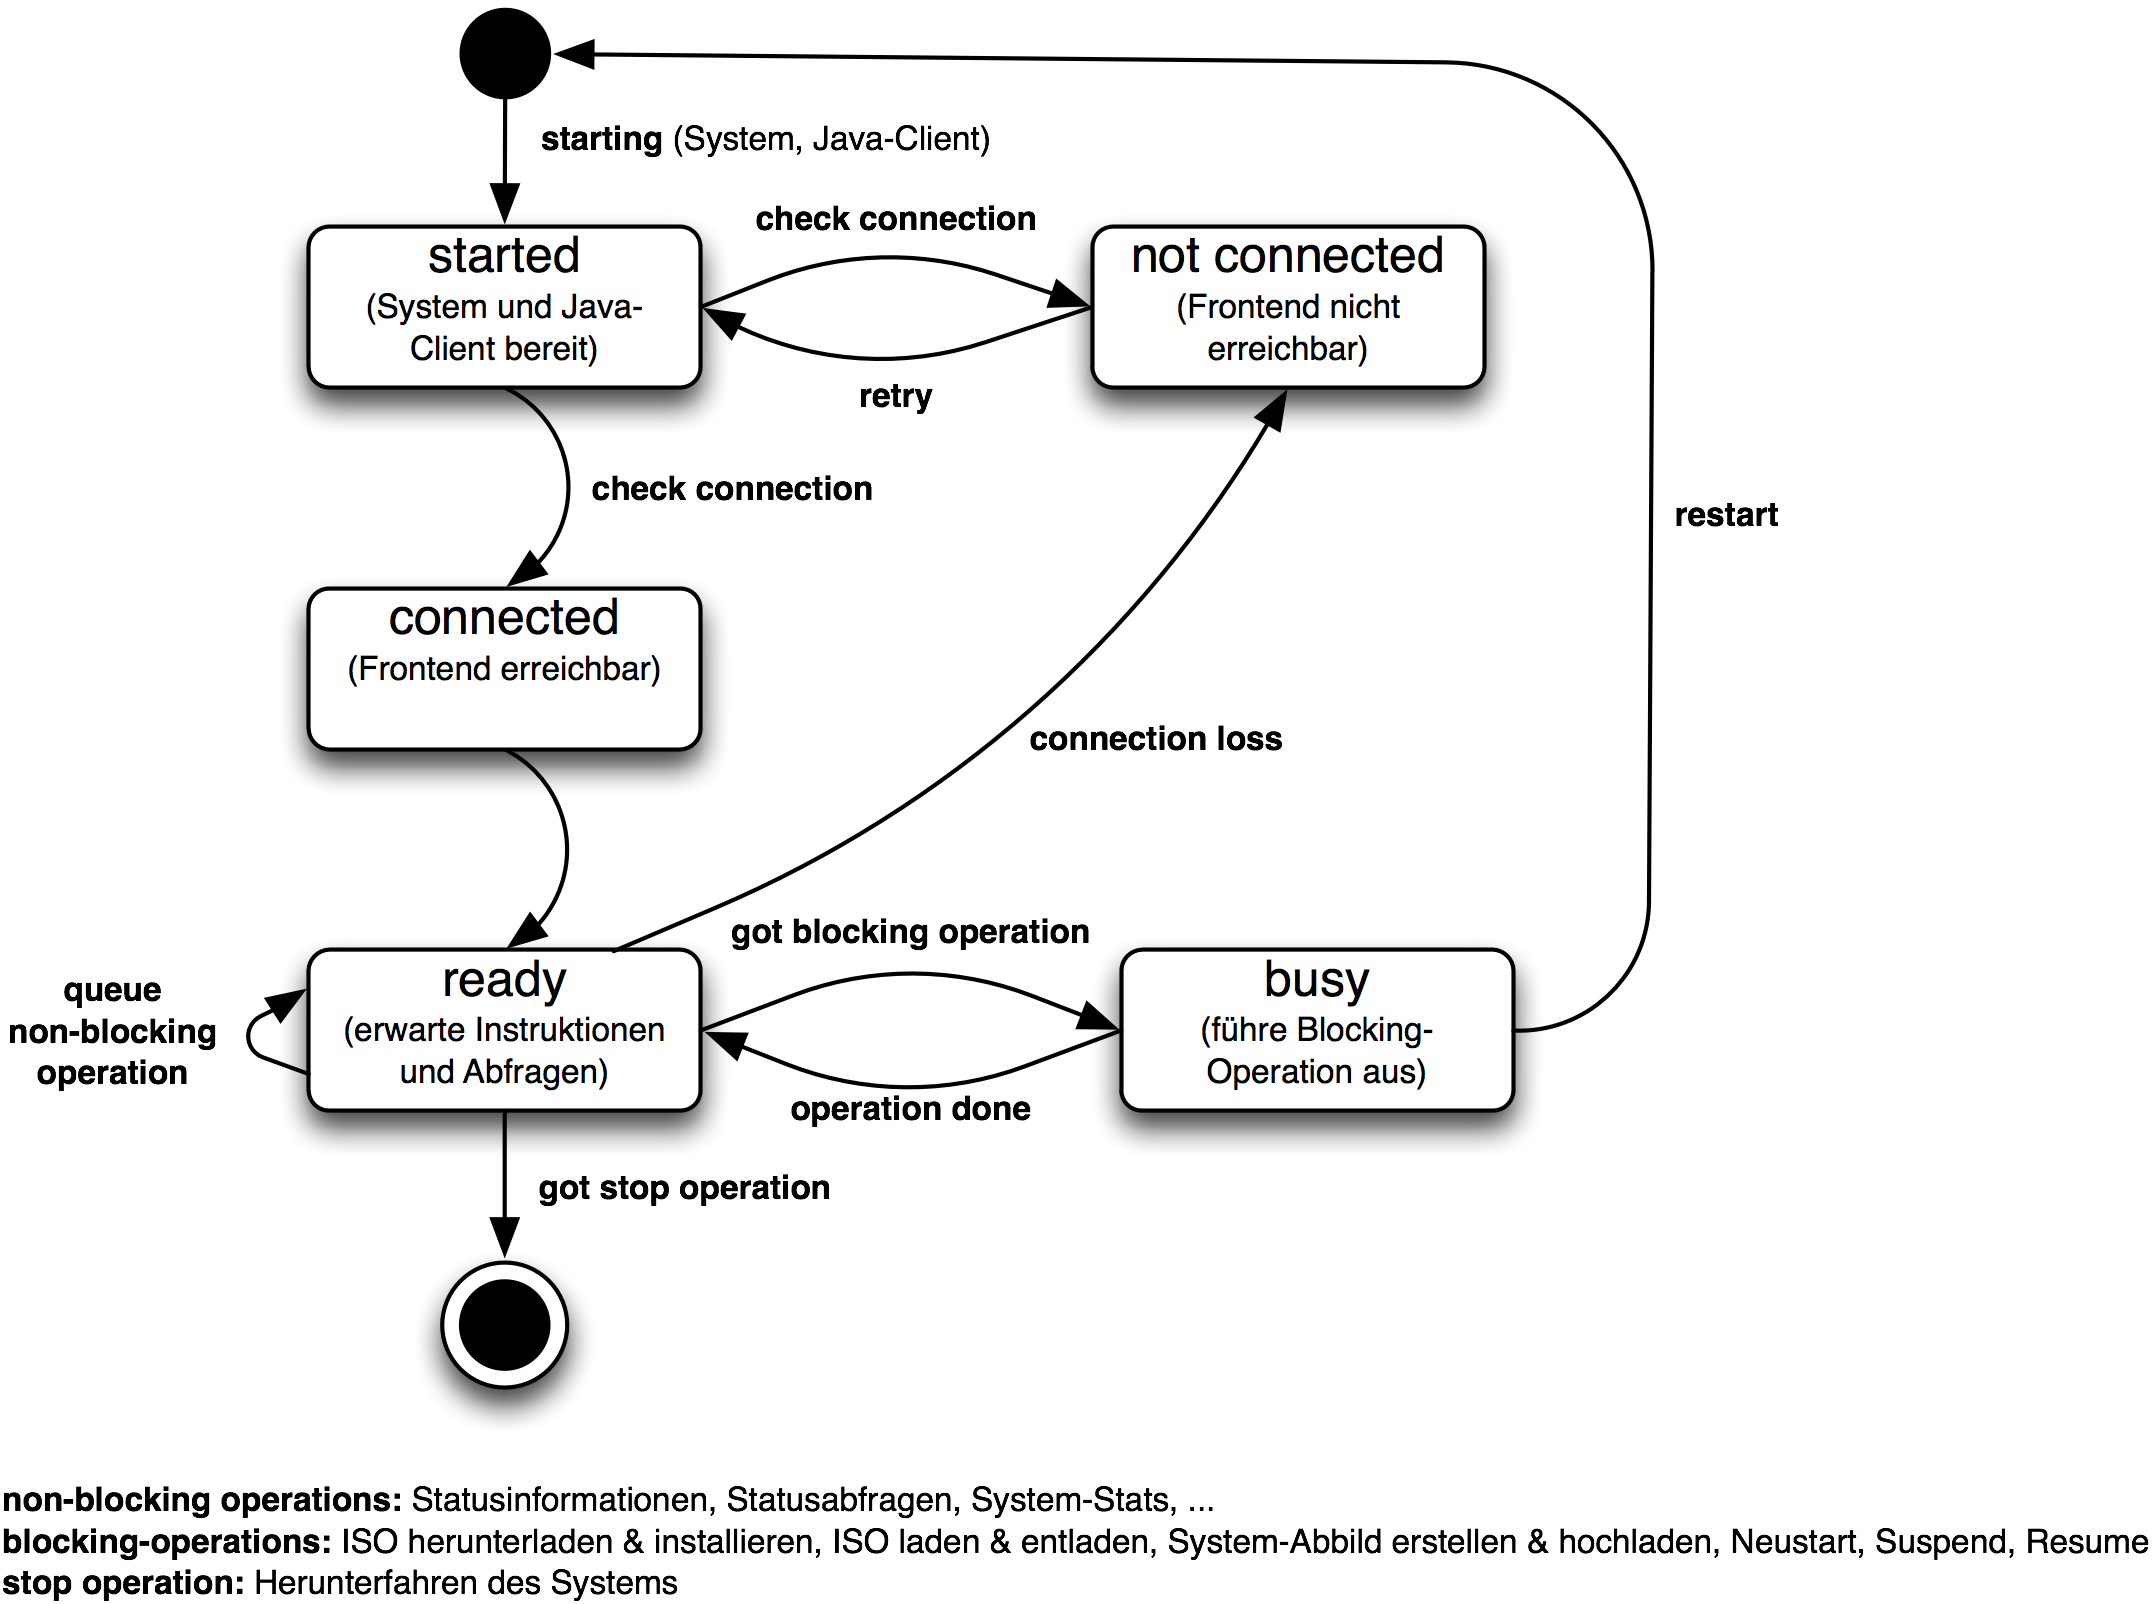 starting (System, Java-Client)
check connection
started
(System und Java-
Client bereit)
not connected
(Frontend nicht
erreichbar)
retry
check connection
restart
connected
(Frontend erreichbar)
connection loss
got blocking operation
queue
non-blocking
operation
ready
(erwarte Instruktionen
und Abfragen)
busy
(führe Blocking-
Operation aus)
operation done
got stop operation
non-blocking operations: Statusinformationen, Statusabfragen, System-Stats, ...
blocking-operations: ISO herunterladen & installieren, ISO laden & entladen, System-Abbild erstellen & hochladen, Neustart, Suspend, Resume
stop operation: Herunterfahren des Systems